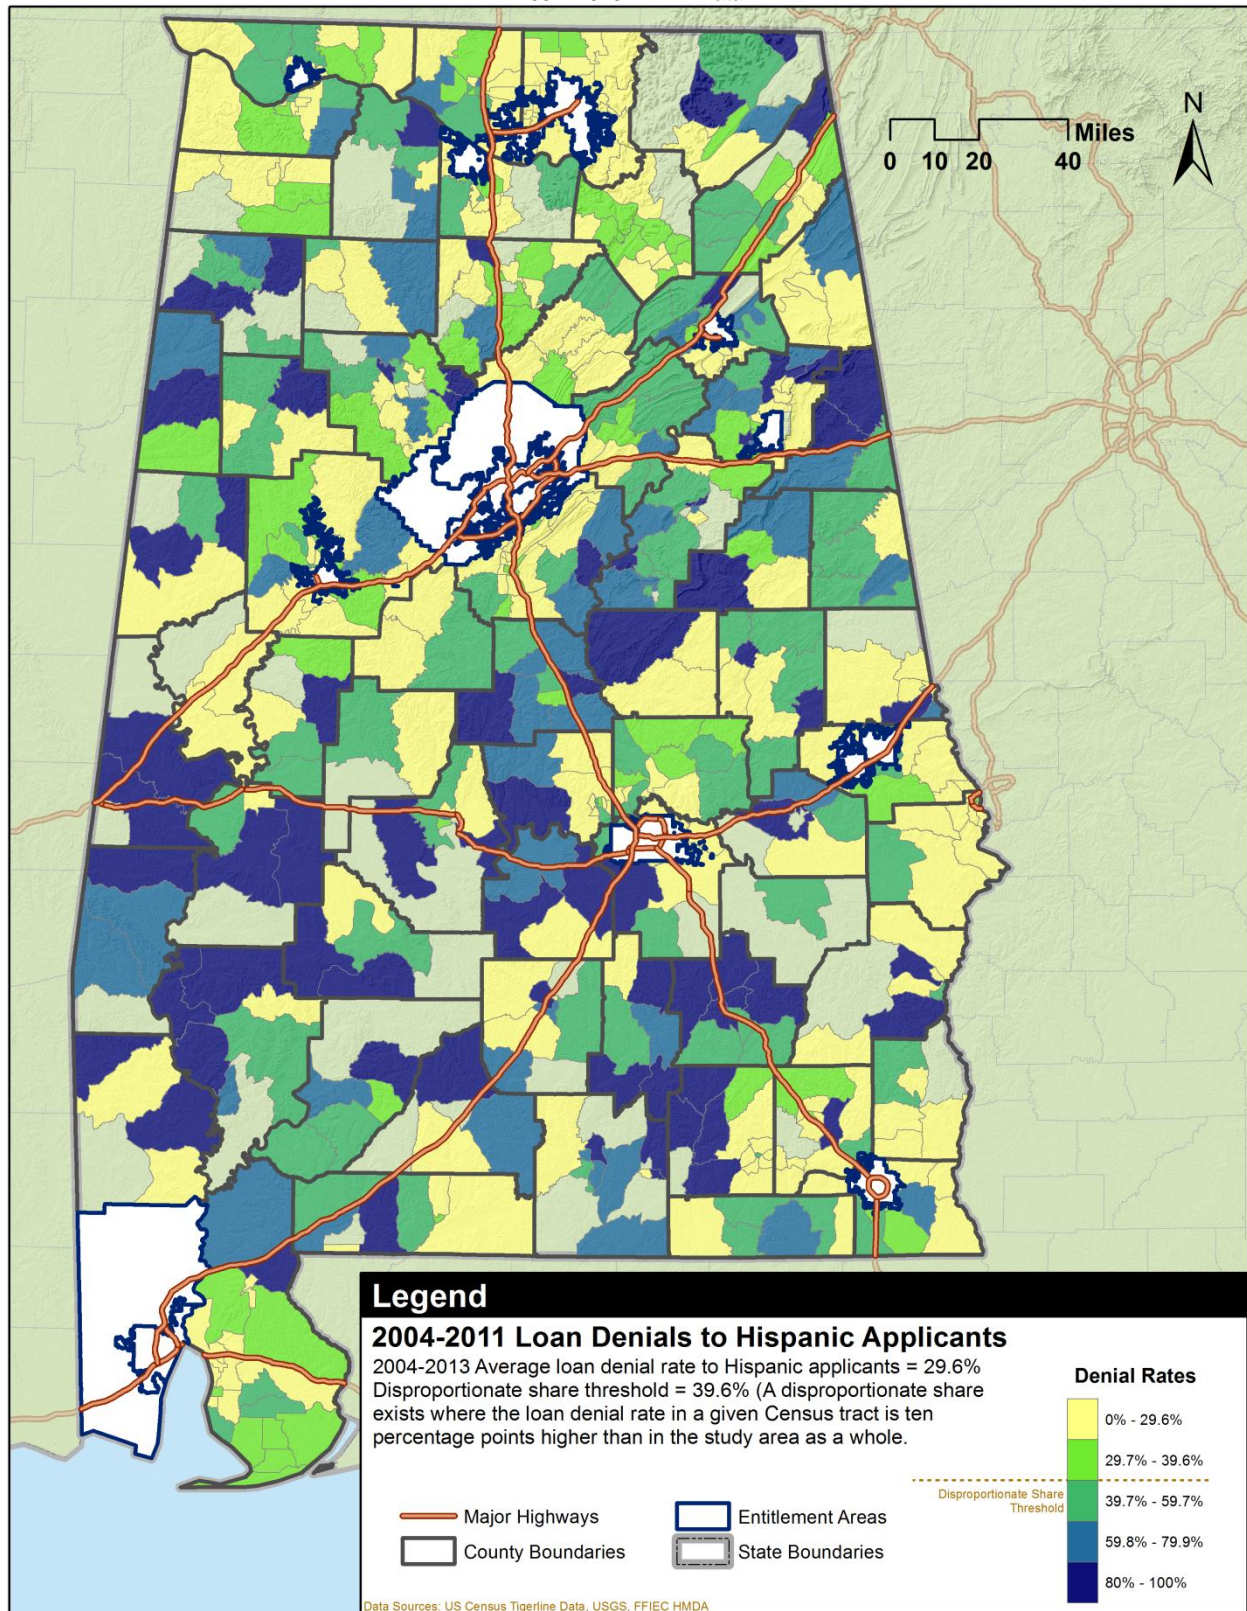 N
Miles
0 10 20 40
Legend
2004-2011 Loan Denials to Hispanic Applicants
2004-2013 Average loan denial rate to Hispanic applicants = 29.6%
Disproportionate share threshold = 39.6% (A disproportionate share
exists where the loan denial rate in a given Census tract is ten
percentage points higher than in the study area as a whole.
Denial Rates
0% - 29.6%
29.7% - 39.6%
Disproportionate Share
Threshold
39.7% - 59.7%
59.8% - 79.9%
80% - 100%
Major Highways
Entitlement Areas
County Boundaries
State Boundaries
Data Sources: US Census Tigerline Data, USGS, FFIEC HMDA